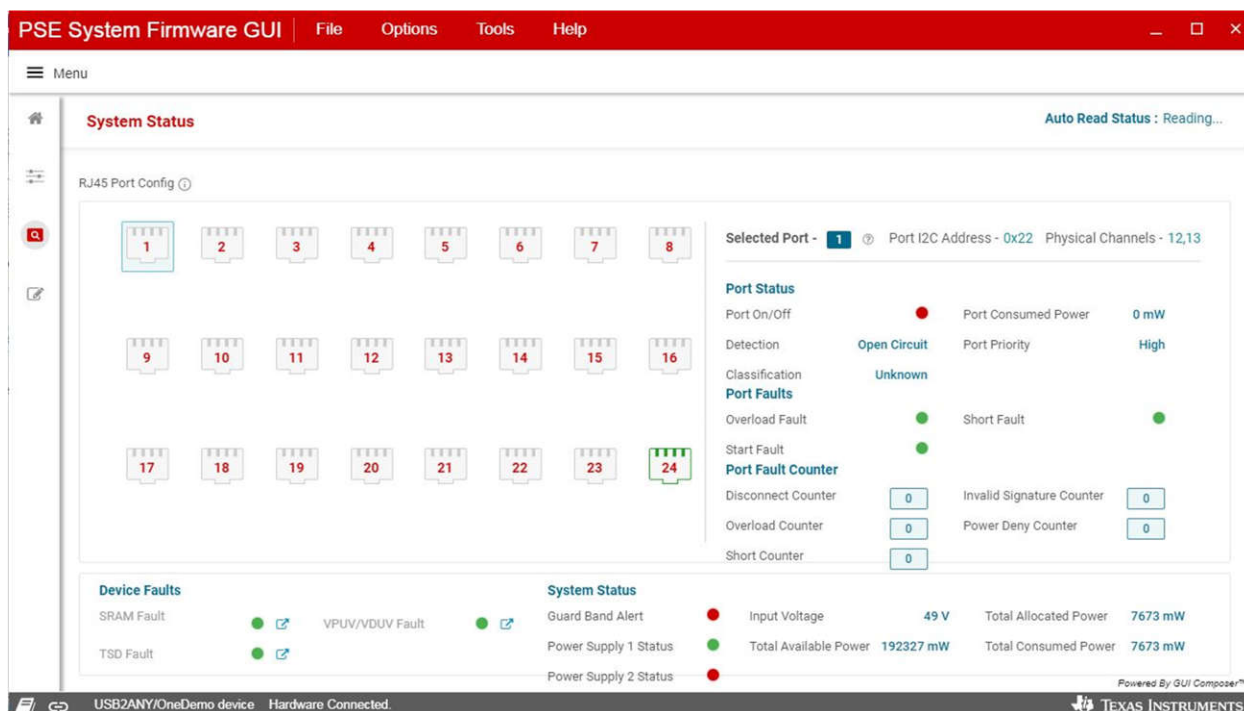 PSE System Firmware GUI File Options Tools Help
Menu
System Status
Auto Read Status : Reading...
RJ45 Port Config
1 2 3 4 5 6 7 8
9 10 11 12 13 14 15 16
17 18 19 20 21 22 23 24
Selected Port - 1 Port I2C Address - 0x22 Physical Channels - 12,13
Port Status
Port On/Off Port Consumed Power 0 mW
Detection Open Circuit Port Priority High
Classification Unknown
Port Faults
Overload Fault Short Fault
Start Fault
Port Fault Counter
Disconnect Counter 0 Invalid Signature Counter 0
Overload Counter 0 Power Deny Counter 0
Short Counter 0
Device Faults
SRAM Fault VPUV/VDUV Fault
TSD Fault
System Status
Guard Band Alert Input Voltage 49 V Total Allocated Power 7673 mW
Power Supply 1 Status Total Available Power 192327 mW Total Consumed Power 7673 mW
Power Supply 2 Status
Powered By GUI Composer™
USB2ANY/OneDemo device Hardware Connected.
TEXAS INSTRUMENTS